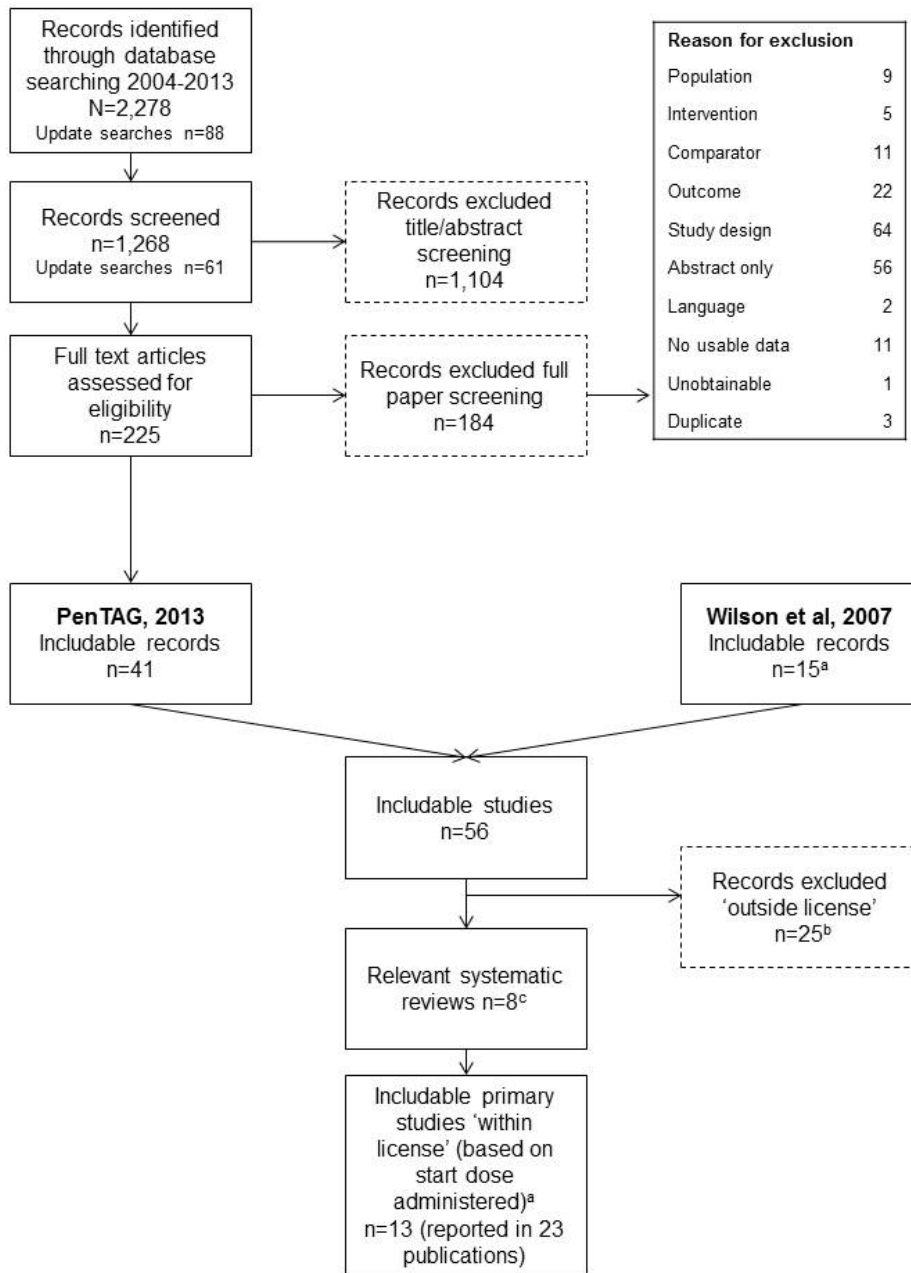 Records identified
through database
searching 2004-2013
N=2,278
Update searches n=88
Records screened
n=1,268
Update searches n=61
Records excluded
title/abstract
screening
n=1,104
Full text articles
assessed for
eligibility
n=225
Records excluded full
paper screening
n=184
Reason for exclusion
Population 9
Intervention 5
Comparator 11
Outcome 22
Study design 64
Abstract only 56
Language 2
No usable data 11
Unobtainable 1
Duplicate 3
PenTAG, 2013
Includable records
n=41
Wilson et al, 2007
Includable records
n=15ª
Includable studies
n=56
Records excluded
‘outside license’
n=25ᵇ
Relevant systematic
reviews n=8ᶜ
Includable primary
studies ‘within
license’ (based on
start dose
administered)ª
n=13 (reported in 23
publications)